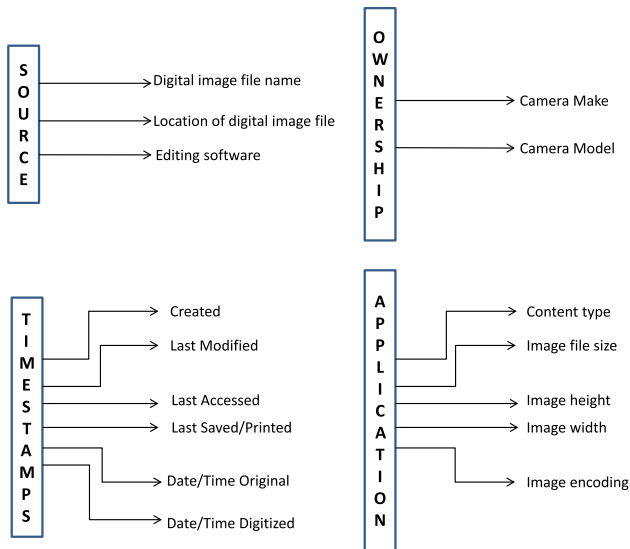 SOURCE
Digital image file name
Location of digital image file
Editing software
OWNERSHIP
Camera Make
Camera Model
TIMESTAMPS
Created
Last Modified
Last Accessed
Last Saved/Printed
Date/Time Original
Date/Time Digitized
APPLICATION
Content type
Image file size
Image height
Image width
Image encoding